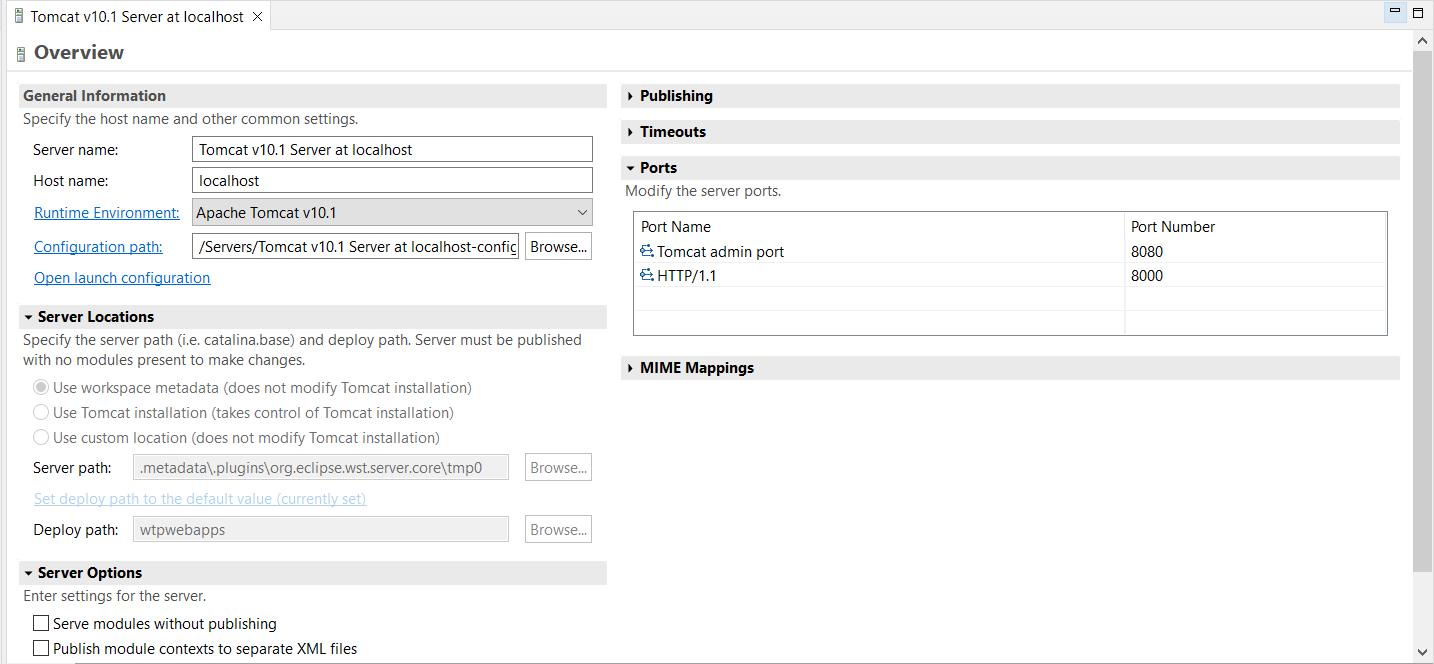 Tomcat v10.1 Server at localhost
Overview
General Information
Specify the host name and other common settings.
Server name: Tomcat v10.1 Server at localhost
Host name: localhost
Runtime Environment: Apache Tomcat v10.1
Configuration path: /Servers/Tomcat v10.1 Server at localhost-config Browse...
Open launch configuration
Server Locations
Specify the server path (i.e. catalina.base) and deploy path. Server must be published
with no modules present to make changes.
Use workspace metadata (does not modify Tomcat installation)
Use Tomcat installation (takes control of Tomcat installation)
Use custom location (does not modify Tomcat installation)
Server path: .metadata\.plugins\org.eclipse.wst.server.core\tmp0 Browse...
Set deploy path to the default value (currently set)
Deploy path: wtpwebapps Browse...
Server Options
Enter settings for the server.
Serve modules without publishing
Publish module contexts to separate XML files
Publishing
Timeouts
Ports
Modify the server ports.
Port Name Port Number
Tomcat admin port 8080
HTTP/1.1 8000
MIME Mappings